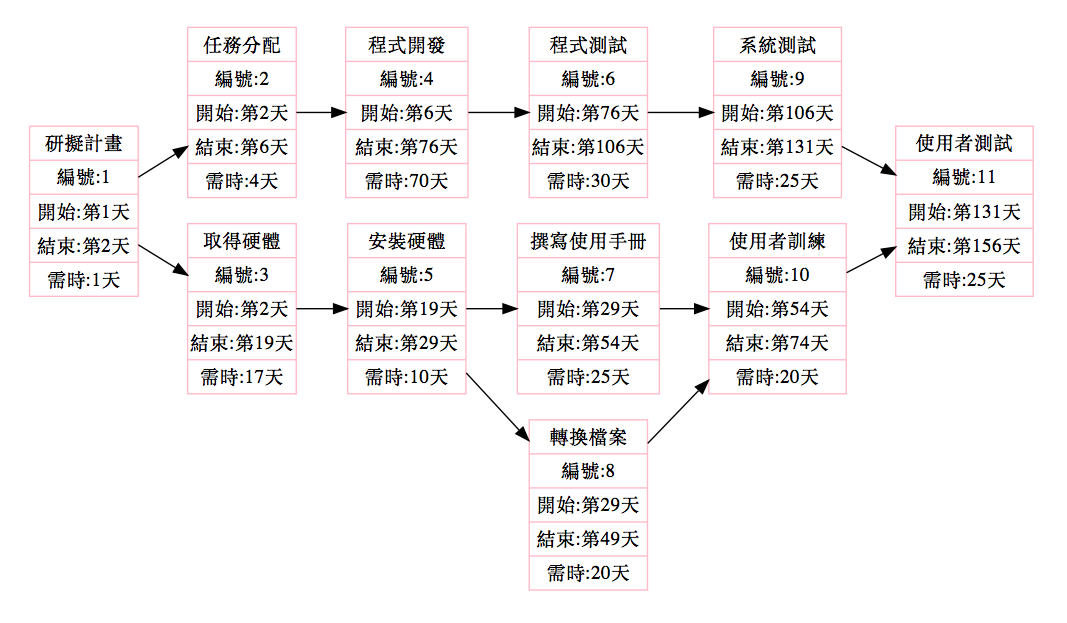 研擬計畫
編號:1
開始:第1天
結束:第2天
需時:1天
任務分配
編號:2
開始:第2天
結束:第6天
需時:4天
程式開發
編號:4
開始:第6天
結束:第76天
需時:70天
程式測試
編號:6
開始:第76天
結束:第106天
需時:30天
系統測試
編號:9
開始:第106天
結束:第131天
需時:25天
取得硬體
編號:3
開始:第2天
結束:第19天
需時:17天
安裝硬體
編號:5
開始:第19天
結束:第29天
需時:10天
撰寫使用手冊
編號:7
開始:第29天
結束:第54天
需時:25天
使用者訓練
編號:10
開始:第54天
結束:第74天
需時:20天
轉換檔案
編號:8
開始:第29天
結束:第49天
需時:20天
使用者測試
編號:11
開始:第131天
結束:第156天
需時:25天